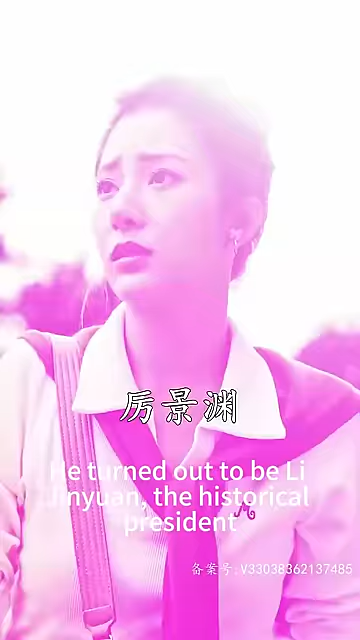 厉景渊
He turned out to be Li
Jinyuan, the historical
president
M
备案号:V33038362137485